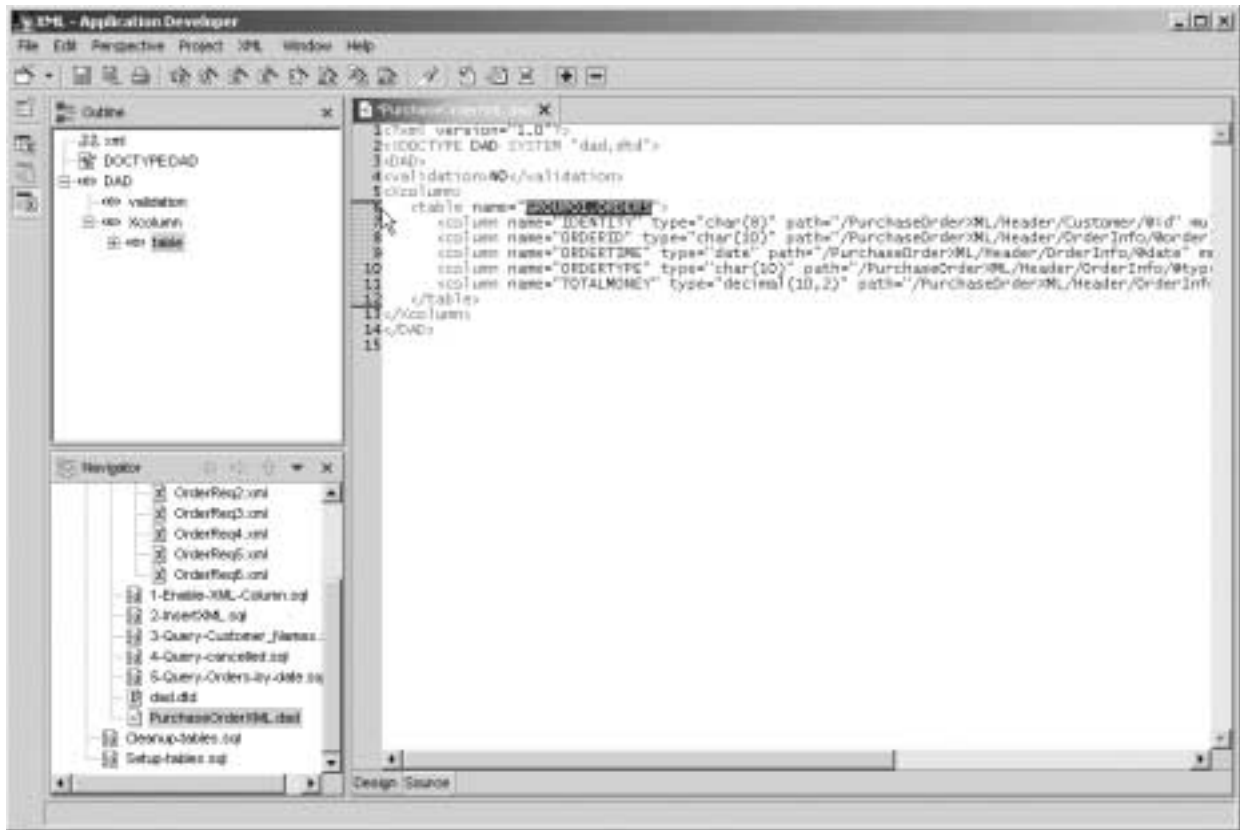 XML - Application Developer
File Edit Perspective Project XML Window Help
Outline
xml
DOCTYPE:DAD
DAD
validation
Xcolumn
table
1 <?xml version="1.0"?>
2 <!DOCTYPE DAD SYSTEM "dad.dtd">
3 <DAD>
4 <validation>NO</validation>
5 <Xcolumn>
<table name="GROUP01.ORDERS">
<column name="IDENTITY" type="char(8)" path="/PurchaseOrderXML/Header/Customer/@id" mu
8 <column name="ORDERID" type="char(10)" path="/PurchaseOrderXML/Header/OrderInfo/@order
9 <column name="ORDERTIME" type="date" path="/PurchaseOrderXML/Header/OrderInfo/@date" mu
10 <column name="ORDERTYPE" type="char(10)" path="/PurchaseOrderXML/Header/OrderInfo/@typ
11 <column name="TOTALMONEY" type="decimal(10,2)" path="/PurchaseOrderXML/Header/OrderInf
12 </table>
13 </Xcolumn>
14 </DAD>
15
Navigator
OrderReq2.xml
OrderReq3.xml
OrderReq4.xml
OrderReq5.xml
OrderReq6.xml
1-Enable-XML-Column.sql
2-InsertXML.sql
3-Query-Customer_Names.
4-Query-cancelled.sql
5-Query-Orders-by-date.sq
dad.dtd
PurchaseOrderXML.dad
Cleanup-tables.sql
Setup-tables.sql
Design Source